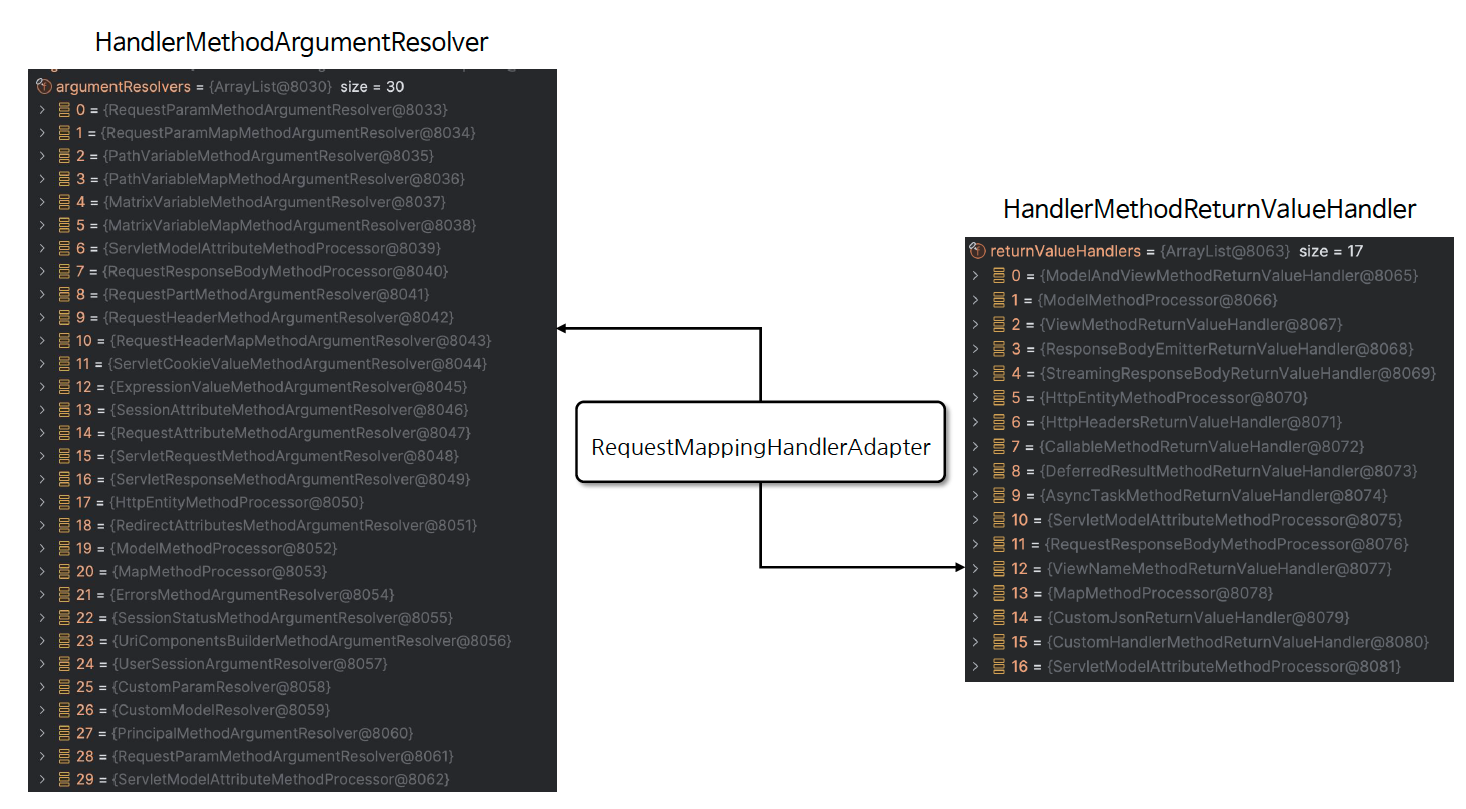 HandlerMethodArgumentResolver
argumentResolvers = {ArrayList@8030} size = 30
0 = {RequestParamMethodArgumentResolver@8033}
1 = {RequestParamMapMethodArgumentResolver@8034}
2 = {PathVariableMethodArgumentResolver@8035}
3 = {PathVariableMapMethodArgumentResolver@8036}
4 = {MatrixVariableMethodArgumentResolver@8037}
5 = {MatrixVariableMapMethodArgumentResolver@8038}
6 = {ServletModelAttributeMethodProcessor@8039}
7 = {RequestResponseBodyMethodProcessor@8040}
8 = {RequestPartMethodArgumentResolver@8041}
9 = {RequestHeaderMethodArgumentResolver@8042}
10 = {RequestHeaderMapMethodArgumentResolver@8043}
11 = {ServletCookieValueMethodArgumentResolver@8044}
12 = {ExpressionValueMethodArgumentResolver@8045}
13 = {SessionAttributeMethodArgumentResolver@8046}
14 = {RequestAttributeMethodArgumentResolver@8047}
15 = {ServletRequestMethodArgumentResolver@8048}
16 = {ServletResponseMethodArgumentResolver@8049}
17 = {HttpEntityMethodProcessor@8050}
18 = {RedirectAttributesMethodArgumentResolver@8051}
19 = {ModelMethodProcessor@8052}
20 = {MapMethodProcessor@8053}
21 = {ErrorsMethodArgumentResolver@8054}
22 = {SessionStatusMethodArgumentResolver@8055}
23 = {UriComponentsBuilderMethodArgumentResolver@8056}
24 = {UserSessionArgumentResolver@8057}
25 = {CustomParamResolver@8058}
26 = {CustomModelResolver@8059}
27 = {PrincipalMethodArgumentResolver@8060}
28 = {RequestParamMethodArgumentResolver@8061}
29 = {ServletModelAttributeMethodProcessor@8062}
RequestMappingHandlerAdapter
HandlerMethodReturnValueHandler
returnValueHandlers = {ArrayList@8063} size = 17
0 = {ModelAndViewMethodReturnValueHandler@8065}
1 = {ModelMethodProcessor@8066}
2 = {ViewMethodReturnValueHandler@8067}
3 = {ResponseBodyEmitterReturnValueHandler@8068}
4 = {StreamingResponseBodyReturnValueHandler@8069}
5 = {HttpEntityMethodProcessor@8070}
6 = {HttpHeadersReturnValueHandler@8071}
7 = {CallableMethodReturnValueHandler@8072}
8 = {DeferredResultMethodReturnValueHandler@8073}
9 = {AsyncTaskMethodReturnValueHandler@8074}
10 = {ServletModelAttributeMethodProcessor@8075}
11 = {RequestResponseBodyMethodProcessor@8076}
12 = {ViewNameMethodReturnValueHandler@8077}
13 = {MapMethodProcessor@8078}
14 = {CustomJsonReturnValueHandler@8079}
15 = {CustomHandlerMethodReturnValueHandler@8080}
16 = {ServletModelAttributeMethodProcessor@8081}